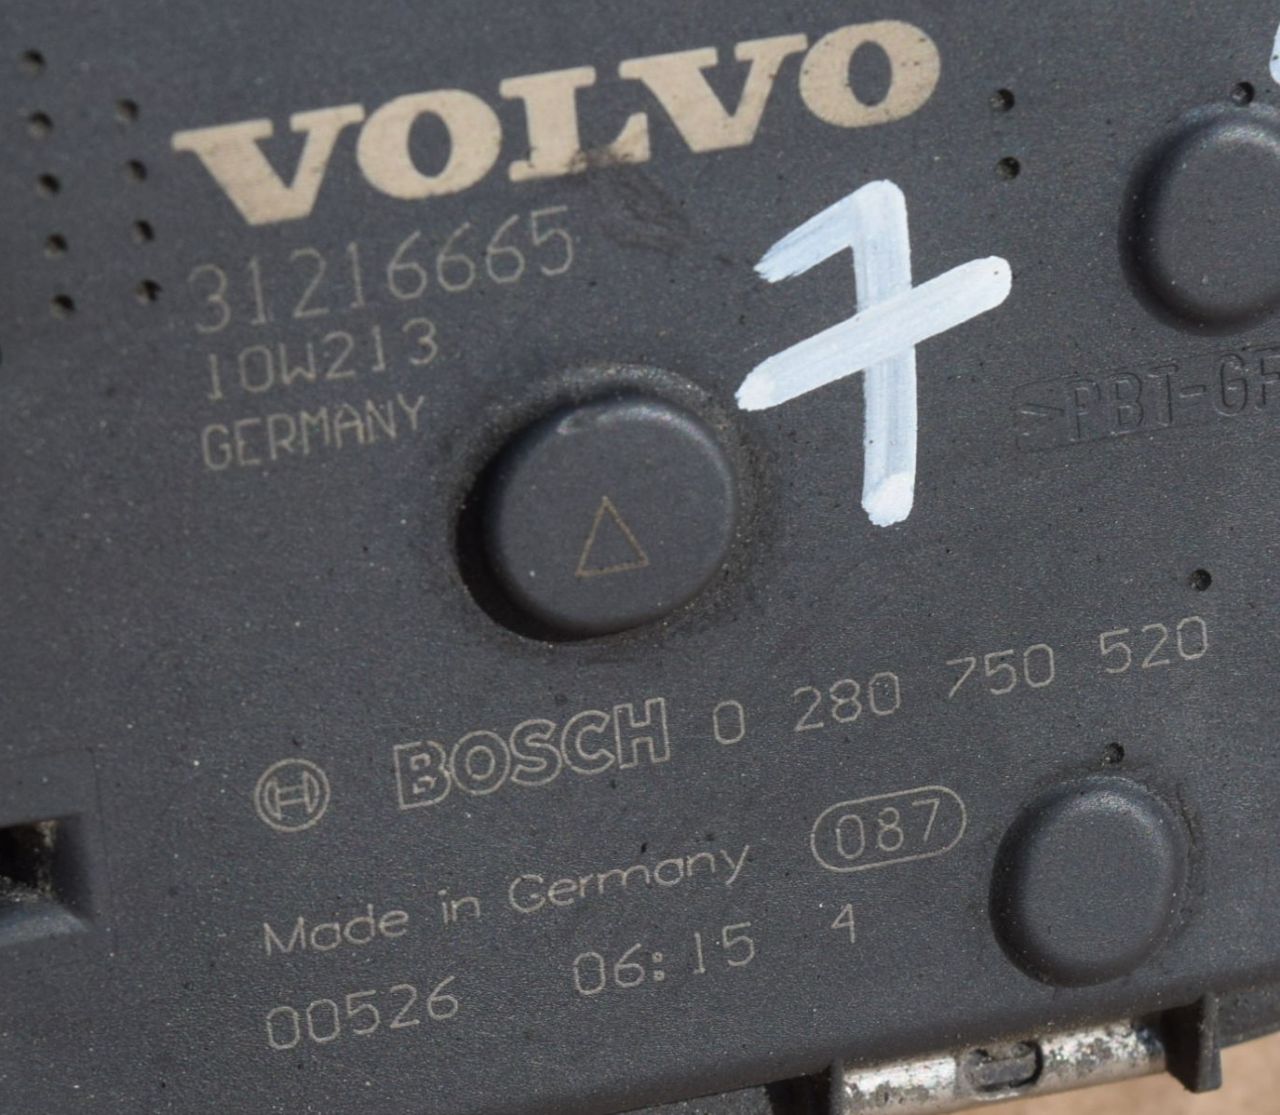 VOLVO
31216665
10W213
GERMANY
7
>PBT-GF
BOSCH 0 280 750 520
087
Made in Germany
00526 06:15 4